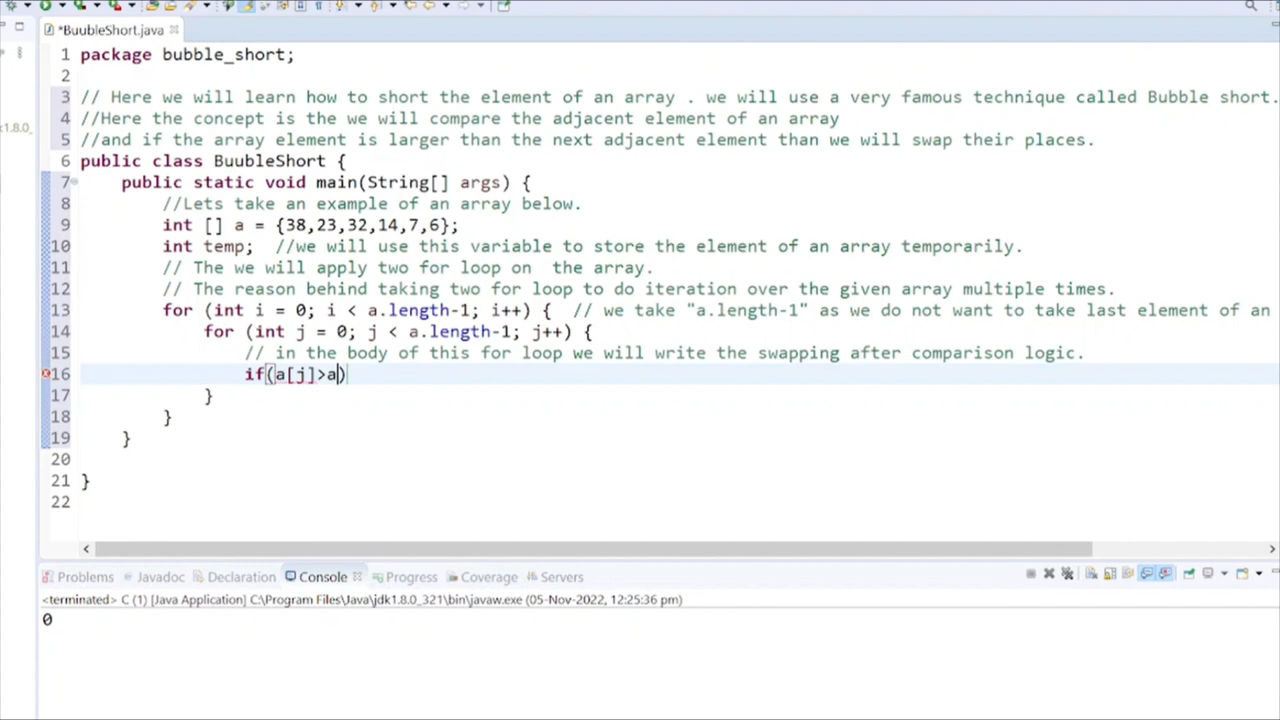 *BuubleShort.java
1 package bubble_short;
2
3 // Here we will learn how to short the element of an array . we will use a very famous technique called Bubble short.
4 //Here the concept is the we will compare the adjacent element of an array
5 //and if the array element is larger than the next adjacent element than we will swap their places.
6 public class BuubleShort {
7 public static void main(String[] args) {
8 //Lets take an example of an array below.
9 int [] a = {38,23,32,14,7,6};
10 int temp; //we will use this variable to store the element of an array temporarily.
11 // The we will apply two for loop on the array.
12 // The reason behind taking two for loop to do iteration over the given array multiple times.
13 for (int i = 0; i < a.length-1; i++) { // we take "a.length-1" as we do not want to take last element of an
14 for (int j = 0; j < a.length-1; j++) {
15 // in the body of this for loop we will write the swapping after comparison logic.
16 if(a[j]>a)
17 }
18 }
19 }
20
21 }
22
<1.8.0_
Problems Javadoc Declaration Console Progress Coverage Servers
<terminated> C (1) [Java Application] C:\Program Files\Java\jdk1.8.0_321\bin\javaw.exe (05-Nov-2022, 12:25:36 pm)
0